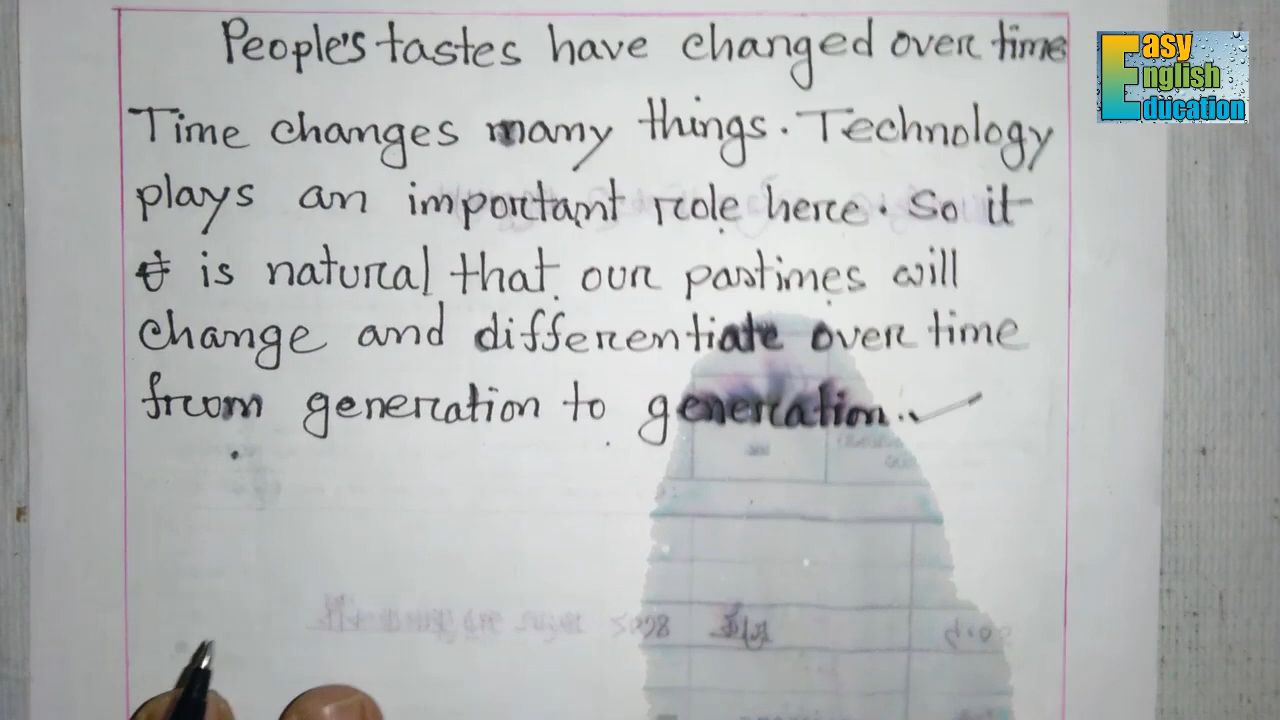 People's tastes have changed over time
Time changes many things. Technology
plays an important role here. So it
is natural that our pastimes will
change and differentiate over time
from generation to generation.
Easy
English
Education